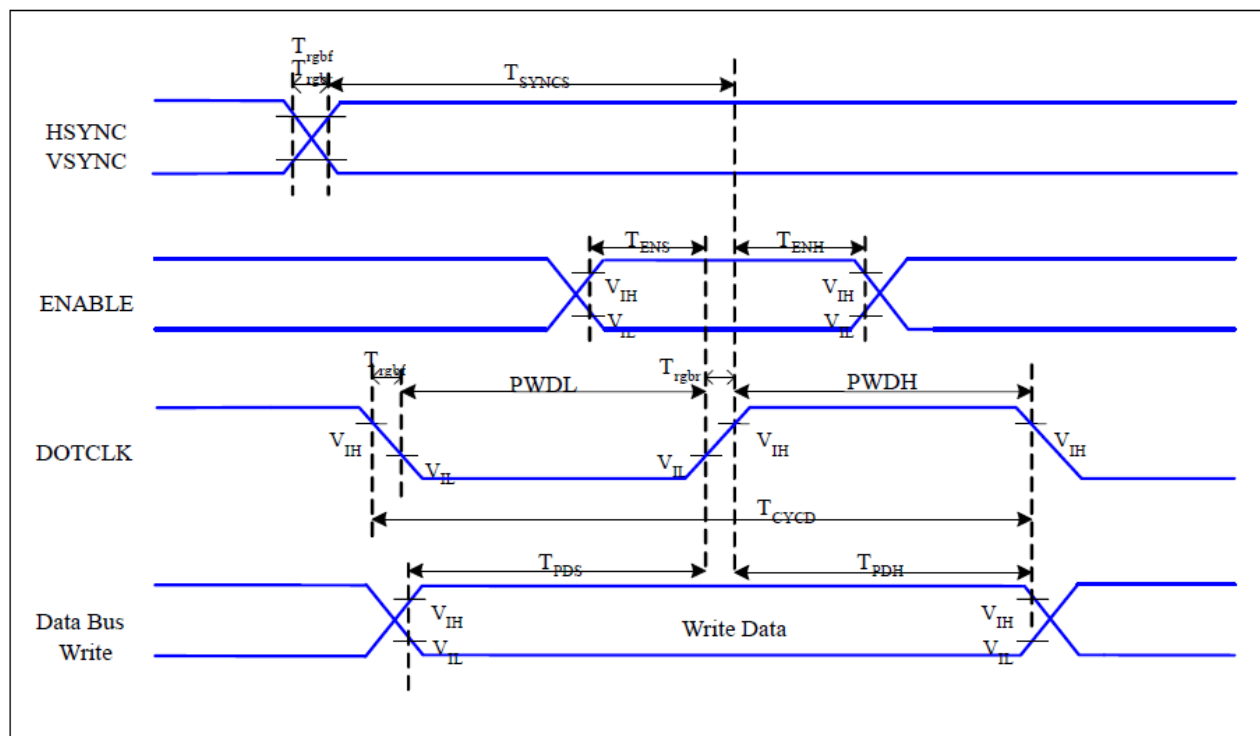 Trgbf
Trgbr
TSYNCS
HSYNC
VSYNC
TENS
TENH
VIH
VIH
ENABLE
VIL
VIL
Trgbf
PWDL
Trgbr
PWDH
VIH
VIH
VIH
DOTCLK
VIL
VIL
TCYCD
TPDS
TPDH
VIH
VIH
Data Bus
Write
Write Data
VIL
VIL